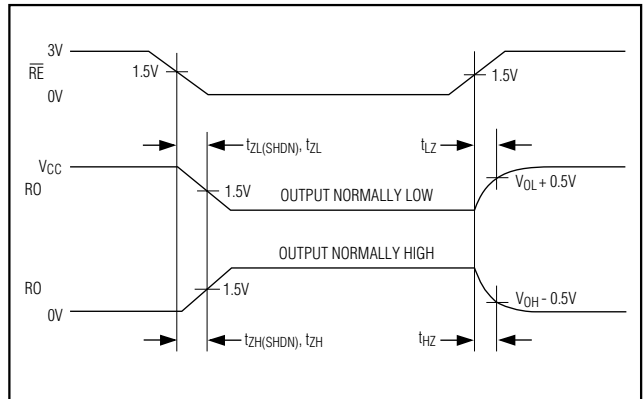 3V
R̅E̅
1.5V
1.5V
0V
tZL(SHDN), tZL
tLZ
VCC
RO
1.5V
OUTPUT NORMALLY LOW
VOL + 0.5V
OUTPUT NORMALLY HIGH
RO
1.5V
VOH - 0.5V
0V
tZH(SHDN), tZH
tHZ